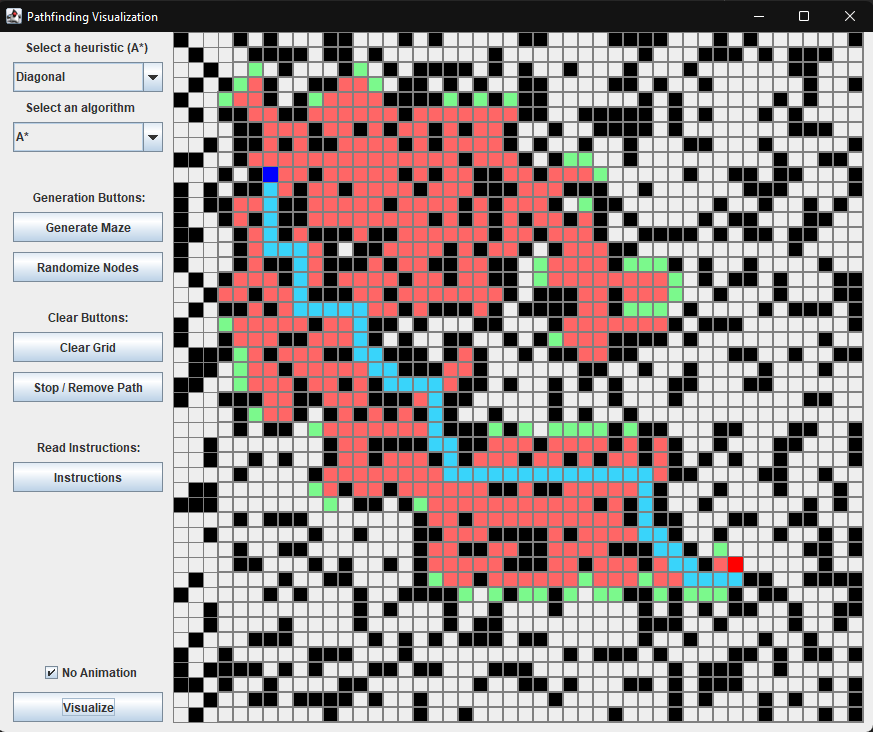 Pathfinding Visualization
Select a heuristic (A*)
Diagonal
Select an algorithm
A*
Generation Buttons:
Generate Maze
Randomize Nodes
Clear Buttons:
Clear Grid
Stop / Remove Path
Read Instructions:
Instructions
No Animation
Visualize